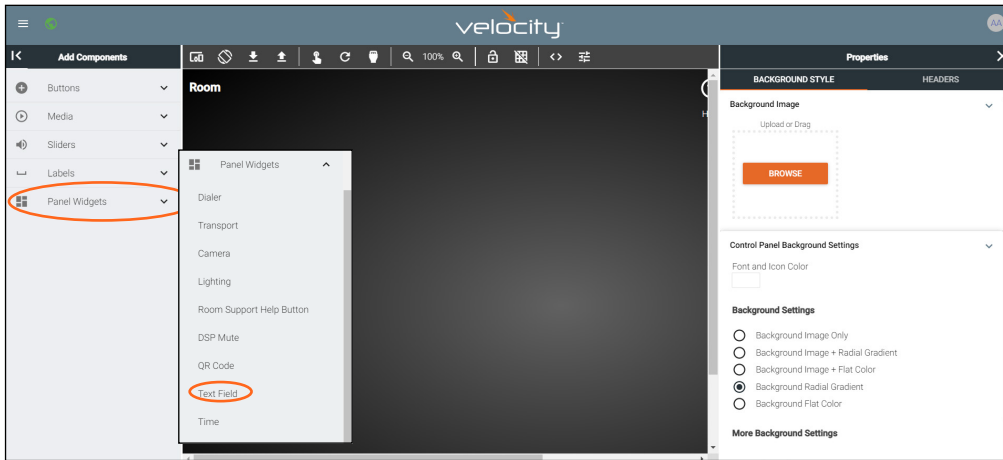 velocity
AA
Add Components
100%
Properties
Buttons
Media
Sliders
Labels
Panel Widgets
Room
H
Panel Widgets
Dialer
Transport
Camera
Lighting
Room Support Help Button
DSP Mute
QR Code
Text Field
Time
BACKGROUND STYLE
HEADERS
Background Image
Upload or Drag
BROWSE
Control Panel Background Settings
Font and Icon Color
Background Settings
Background Image Only
Background Image + Radial Gradient
Background Image + Flat Color
Background Radial Gradient
Background Flat Color
More Background Settings